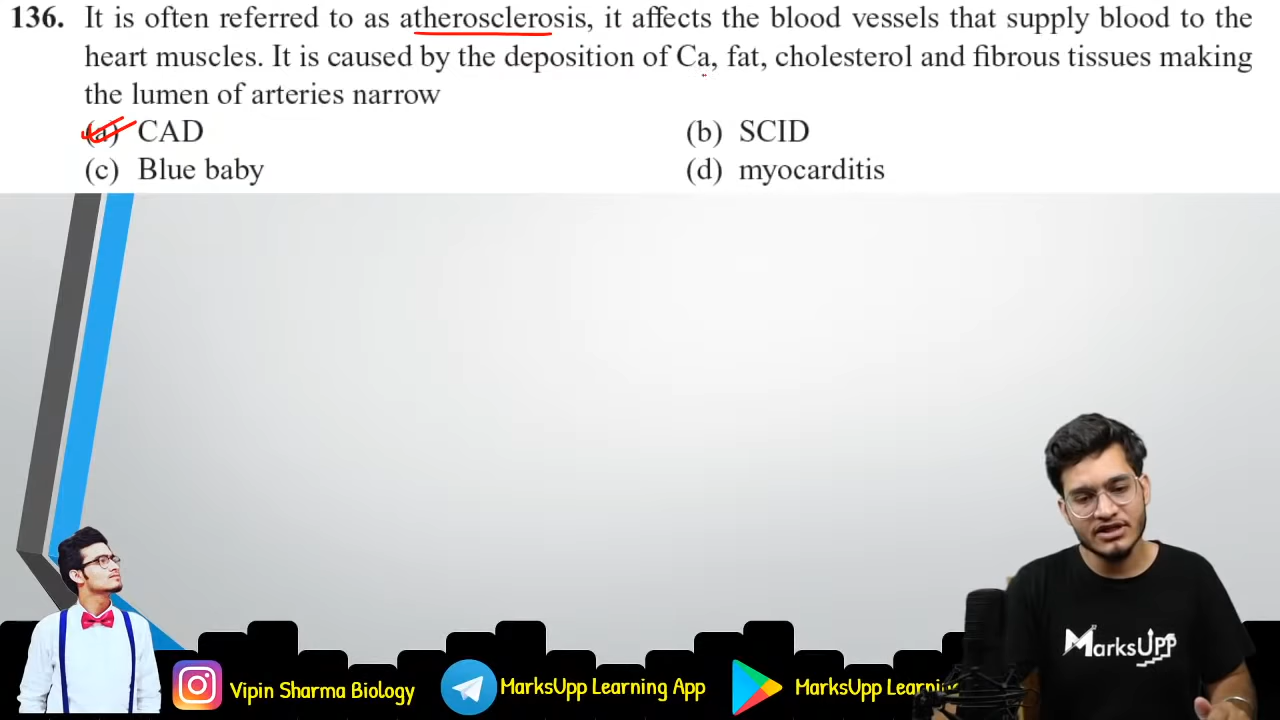 136. It is often referred to as atherosclerosis, it affects the blood vessels that supply blood to the
heart muscles. It is caused by the deposition of Ca, fat, cholesterol and fibrous tissues making
the lumen of arteries narrow
(a) CAD (b) SCID
(c) Blue baby (d) myocarditis
MarksUpp
Vipin Sharma Biology MarksUpp Learning App MarksUpp Learning